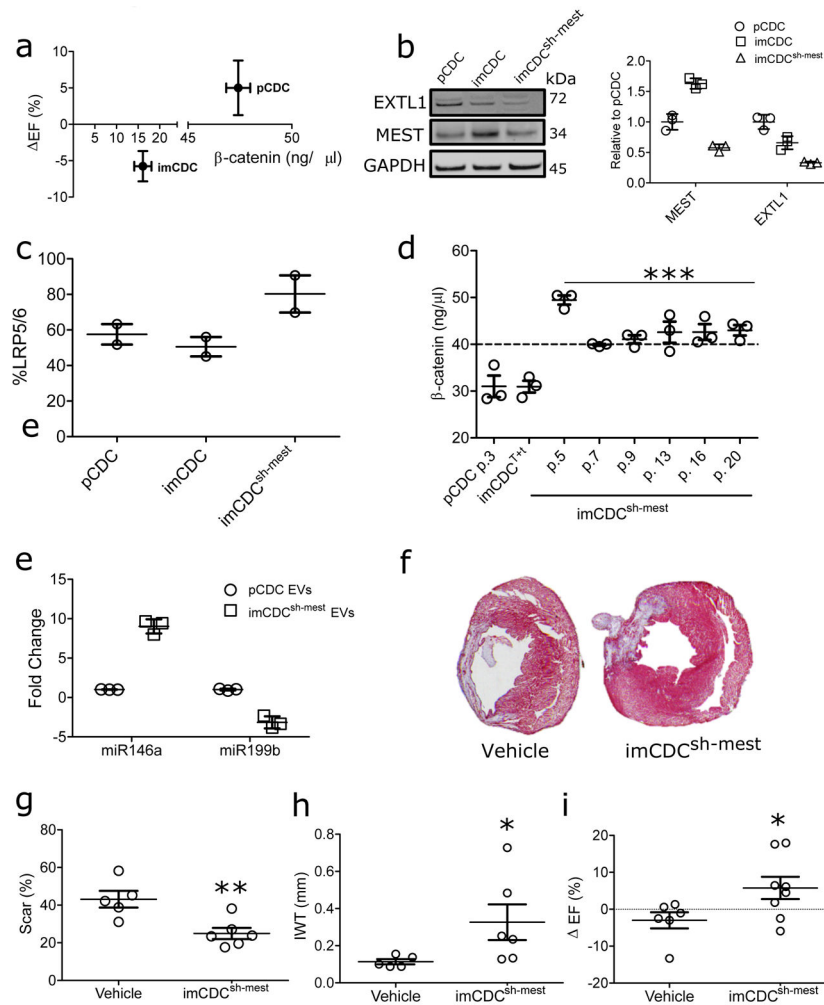 a
ΔEF (%)
10
5
0
-5
-10
5 10 15 20 25 45 50
pCDC
imCDC
β-catenin (ng/ μl)
b
pCDC imCDC imCDCsh-mest
kDa
EXTL1 72
MEST 34
GAPDH 45
pCDC
imCDC
imCDCsh-mest
Relative to pCDC
2.0
1.5
1.0
0.5
0.0
MEST EXTL1
c
%LRP5/6
100
80
60
40
20
0
pCDC imCDC imCDCsh-mest
d
β-catenin (ng/μl)
60
50
40
30
20
***
pCDC p.3 imCDCT+t p.5 p.7 p.9 p. 13 p. 16 p. 20
imCDCsh-mest
e
e
Fold Change
15
10
5
0
-5
pCDC EVs
imCDCsh-mest EVs
miR146a miR199b
f
Vehicle imCDCsh-mest
g
Scar (%)
80
60
40
20
0
**
Vehicle imCDCsh-mest
h
IWT (mm)
0.8
0.6
0.4
0.2
0.0
*
Vehicle imCDCsh-mest
i
Δ EF (%)
20
10
0
-10
-20
*
Vehicle imCDCsh-mest